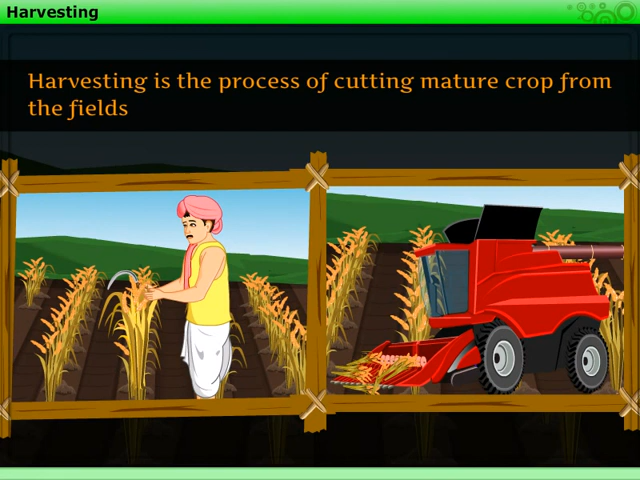 Harvesting
Harvesting is the process of cutting mature crop from
the fields